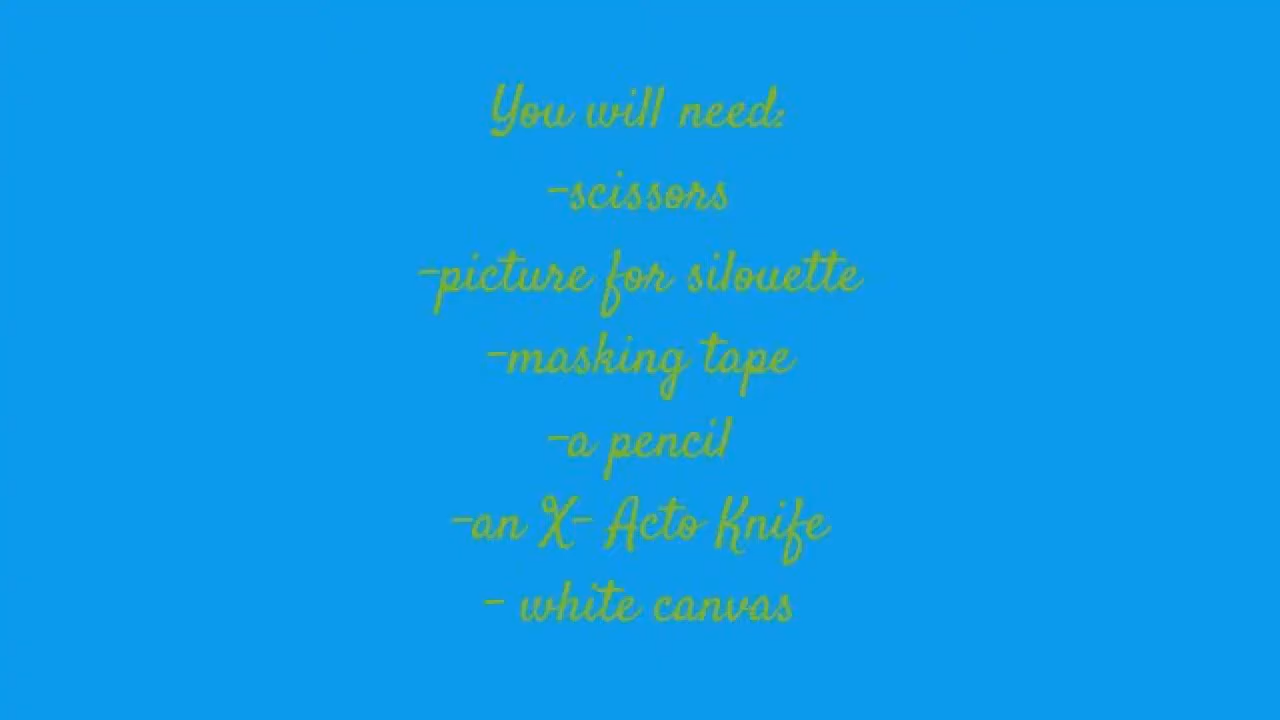 You will need:
-scissors
-picture for silouette
-masking tape
-a pencil
-an X- Acto Knife
- white canvas